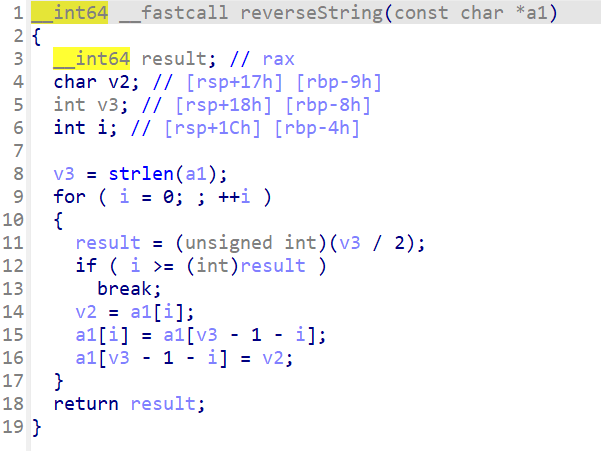 1 __int64 __fastcall reverseString(const char *a1)
2 {
3   __int64 result; // rax
4   char v2; // [rsp+17h] [rbp-9h]
5   int v3; // [rsp+18h] [rbp-8h]
6   int i; // [rsp+1Ch] [rbp-4h]
7
8   v3 = strlen(a1);
9   for ( i = 0; ; ++i )
10   {
11     result = (unsigned int)(v3 / 2);
12     if ( i >= (int)result )
13       break;
14     v2 = a1[i];
15     a1[i] = a1[v3 - 1 - i];
16     a1[v3 - 1 - i] = v2;
17   }
18   return result;
19 }